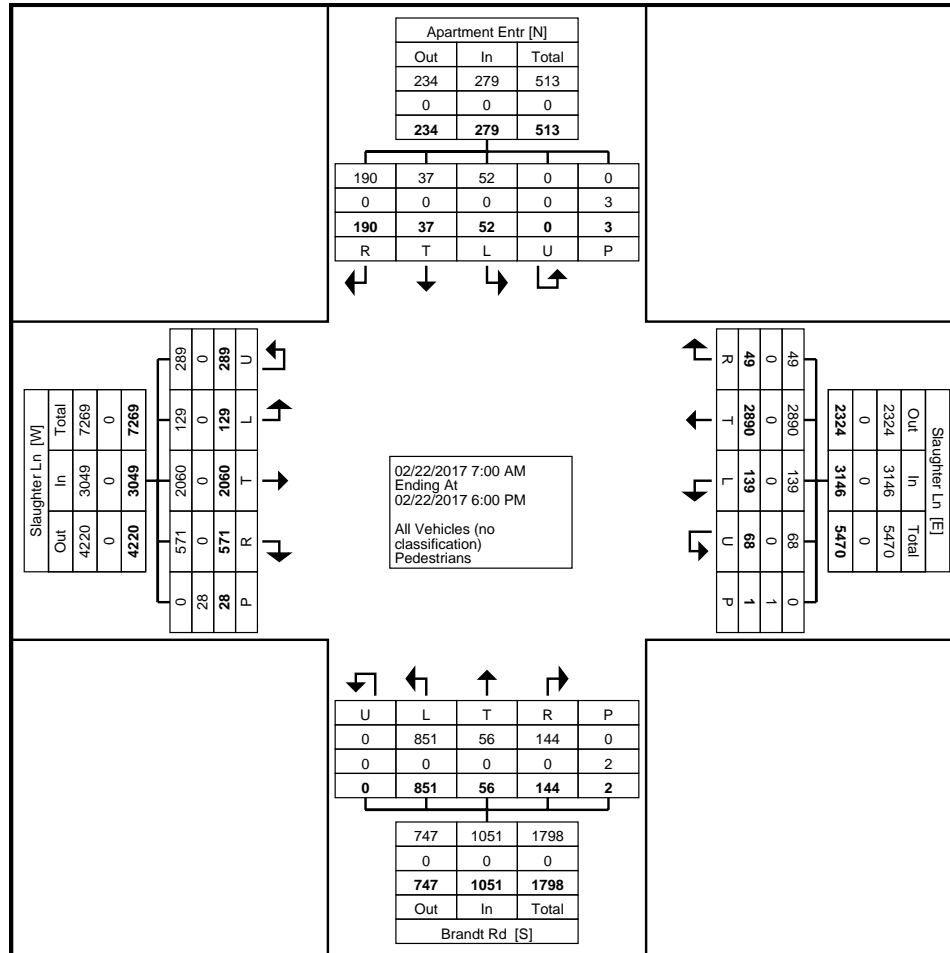 Apartment Entr [N]
Out In Total
234 279 513
0 0 0
234 279 513
190 37 52 0 0
0 0 0 0 3
190 37 52 0 3
R T L U P
Slaughter Ln [W]
Total In Out
7269 3049 4220
0 0 0
7269 3049 4220
289 129 2060 571 0
0 0 0 0 28
289 129 2060 571 28
U L T R P
02/22/2017 7:00 AM
Ending At
02/22/2017 6:00 PM
All Vehicles (no
classification)
Pedestrians
R T L U P
49 2890 139 68 1
0 0 0 0 1
49 2890 139 68 0
2324 3146 5470
0 0 0
2324 3146 5470
Out In Total
Slaughter Ln [E]
U L T R P
0 851 56 144 0
0 0 0 0 2
0 851 56 144 2
747 1051 1798
0 0 0
747 1051 1798
Out In Total
Brandt Rd [S]